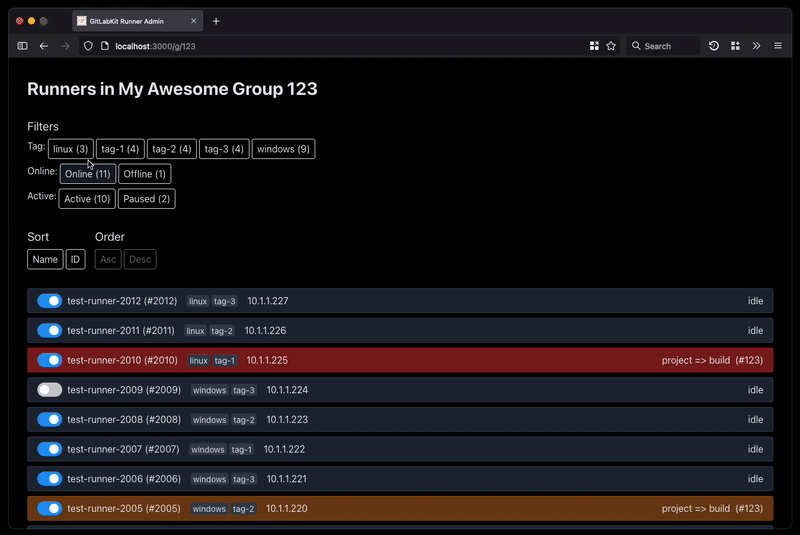 GitLabKit Runner Admin
localhost:3000/g/123
Search
Runners in My Awesome Group 123
Filters
Tag: linux (3) tag-1 (4) tag-2 (4) tag-3 (4) windows (9)
Online: Online (11) Offline (1)
Active: Active (10) Paused (2)
Sort Order
Name ID Asc Desc
test-runner-2012 (#2012) linux tag-3 10.1.1.227 idle
test-runner-2011 (#2011) linux tag-2 10.1.1.226 idle
test-runner-2010 (#2010) linux tag-1 10.1.1.225 project => build (#123)
test-runner-2009 (#2009) windows tag-3 10.1.1.224 idle
test-runner-2008 (#2008) windows tag-2 10.1.1.223 idle
test-runner-2007 (#2007) windows tag-1 10.1.1.222 idle
test-runner-2006 (#2006) windows tag-3 10.1.1.221 idle
test-runner-2005 (#2005) windows tag-2 10.1.1.220 project => build (#123)